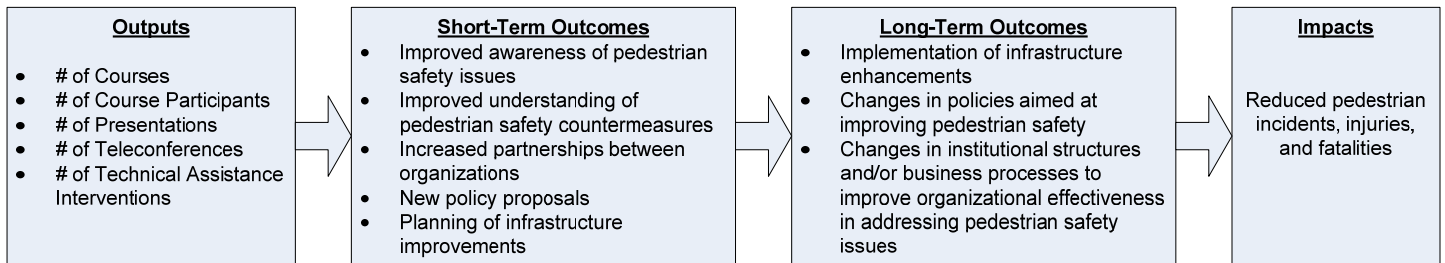 Outputs
• # of Courses
• # of Course Participants
• # of Presentations
• # of Teleconferences
• # of Technical Assistance
Interventions
Short-Term Outcomes
• Improved awareness of pedestrian
safety issues
• Improved understanding of
pedestrian safety countermeasures
• Increased partnerships between
organizations
• New policy proposals
• Planning of infrastructure
improvements
Long-Term Outcomes
• Implementation of infrastructure
enhancements
• Changes in policies aimed at
improving pedestrian safety
• Changes in institutional structures
and/or business processes to
improve organizational effectiveness
in addressing pedestrian safety
issues
Impacts
Reduced pedestrian
incidents, injuries,
and fatalities